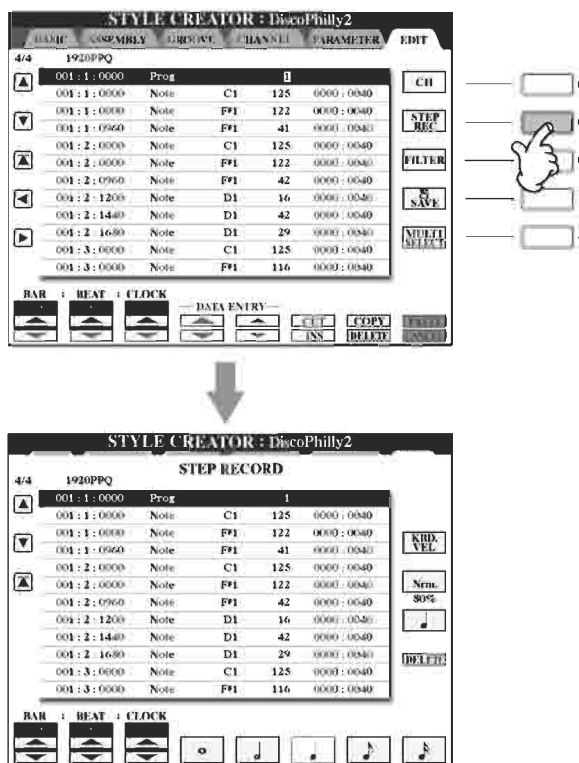 STYLE CREATOR : DiscoPhilly2
BASIC ASSEMBLY GROOVE CHANNEL PARAMETER EDIT
4/4 1920PPQ
001 : 1 : 0000 Prog 1
001 : 1 : 0000 Note C1 125 0000 : 0040
001 : 1 : 0000 Note F#1 122 0000 : 0040
001 : 1 : 0960 Note F#1 41 0000 : 0040
001 : 2 : 0000 Note C1 125 0000 : 0040
001 : 2 : 0000 Note F#1 122 0000 : 0040
001 : 2 : 0960 Note F#1 42 0000 : 0040
001 : 2 : 1200 Note D1 16 0000 : 0040
001 : 2 : 1440 Note D1 42 0000 : 0040
001 : 2 : 1680 Note D1 29 0000 : 0040
001 : 3 : 0000 Note C1 125 0000 : 0040
001 : 3 : 0000 Note F#1 116 0000 : 0040
CH
STEP
REC
FILTER
SAVE
MULTI
SELECT
BAR : BEAT : CLOCK
DATA ENTRY
CUT COPY
INS DELETE
STYLE CREATOR : DiscoPhilly2
STEP RECORD
4/4 1920PPQ
001 : 1 : 0000 Prog 1
001 : 1 : 0000 Note C1 125 0000 : 0040
001 : 1 : 0000 Note F#1 122 0000 : 0040
001 : 1 : 0960 Note F#1 41 0000 : 0040
001 : 2 : 0000 Note C1 125 0000 : 0040
001 : 2 : 0000 Note F#1 122 0000 : 0040
001 : 2 : 0960 Note F#1 42 0000 : 0040
001 : 2 : 1200 Note D1 16 0000 : 0040
001 : 2 : 1440 Note D1 42 0000 : 0040
001 : 2 : 1680 Note D1 29 0000 : 0040
001 : 3 : 0000 Note C1 125 0000 : 0040
001 : 3 : 0000 Note F#1 116 0000 : 0040
KBD.
VEL
Nrm.
80%
DELETE
BAR : BEAT : CLOCK